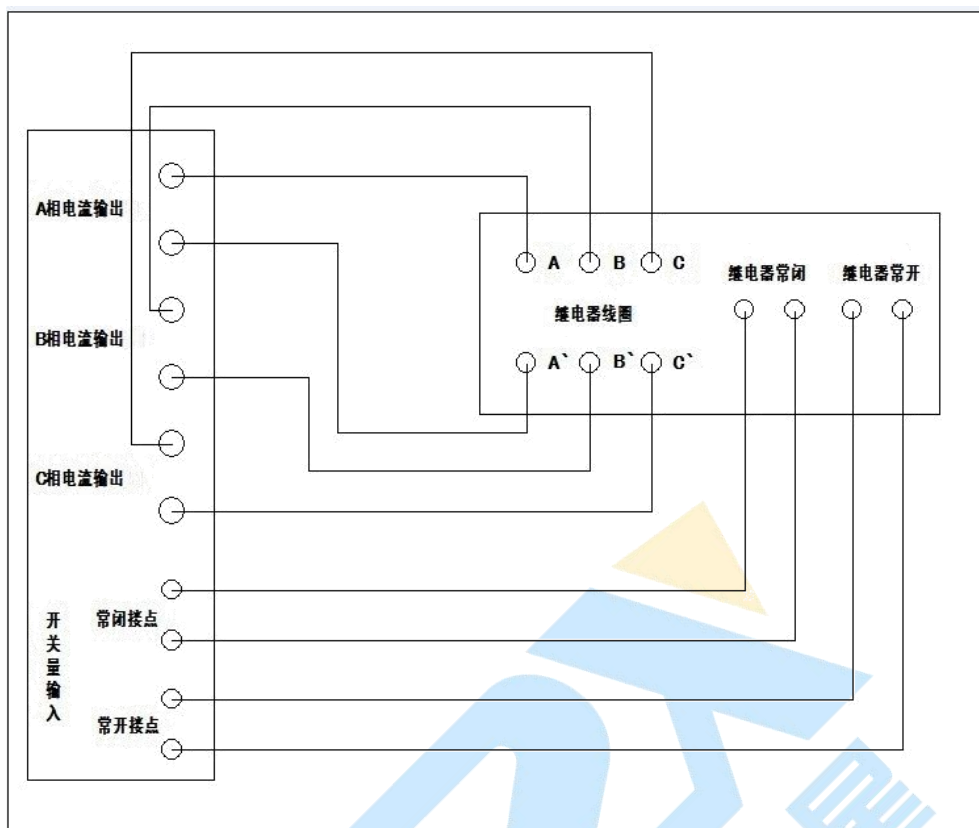 A相电流输出
B相电流输出
C相电流输出
开关量输入
常闭接点
常开接点
A B C
继电器线圈
A` B` C`
继电器常闭
继电器常开